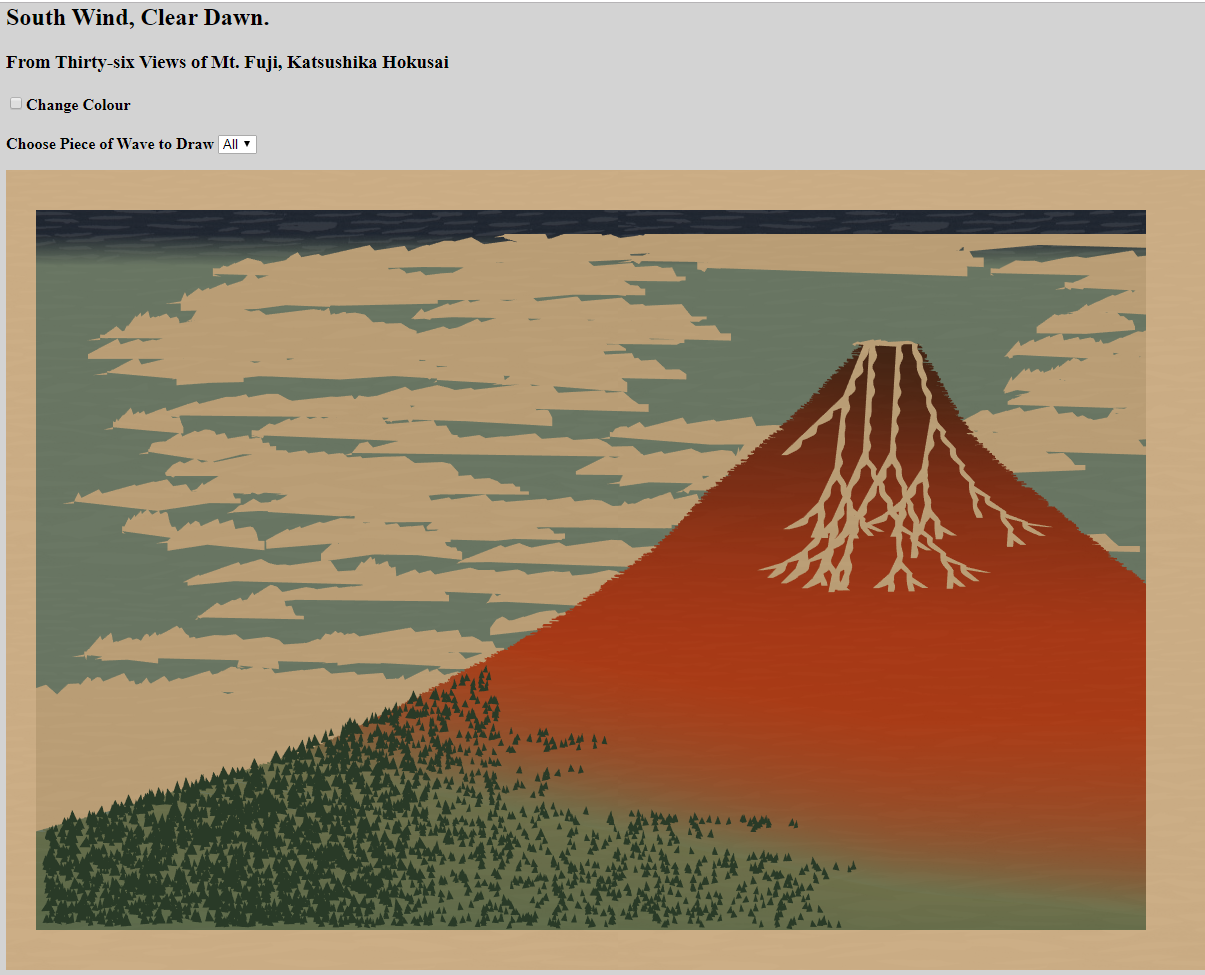 South Wind, Clear Dawn.
From Thirty-six Views of Mt. Fuji, Katsushika Hokusai
Change Colour
Choose Piece of Wave to Draw All